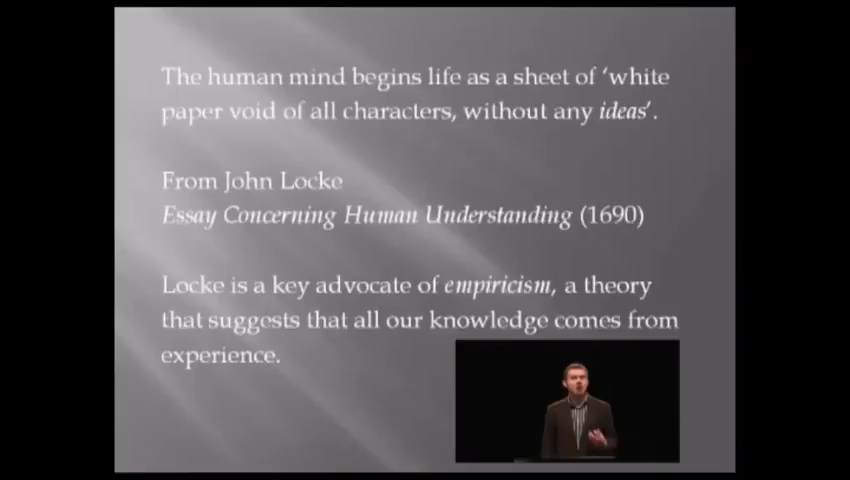 The human mind begins life as a sheet of ‘white
paper void of all characters, without any ideas’.
From John Locke
Essay Concerning Human Understanding (1690)
Locke is a key advocate of empiricism, a theory
that suggests that all our knowledge comes from
experience.